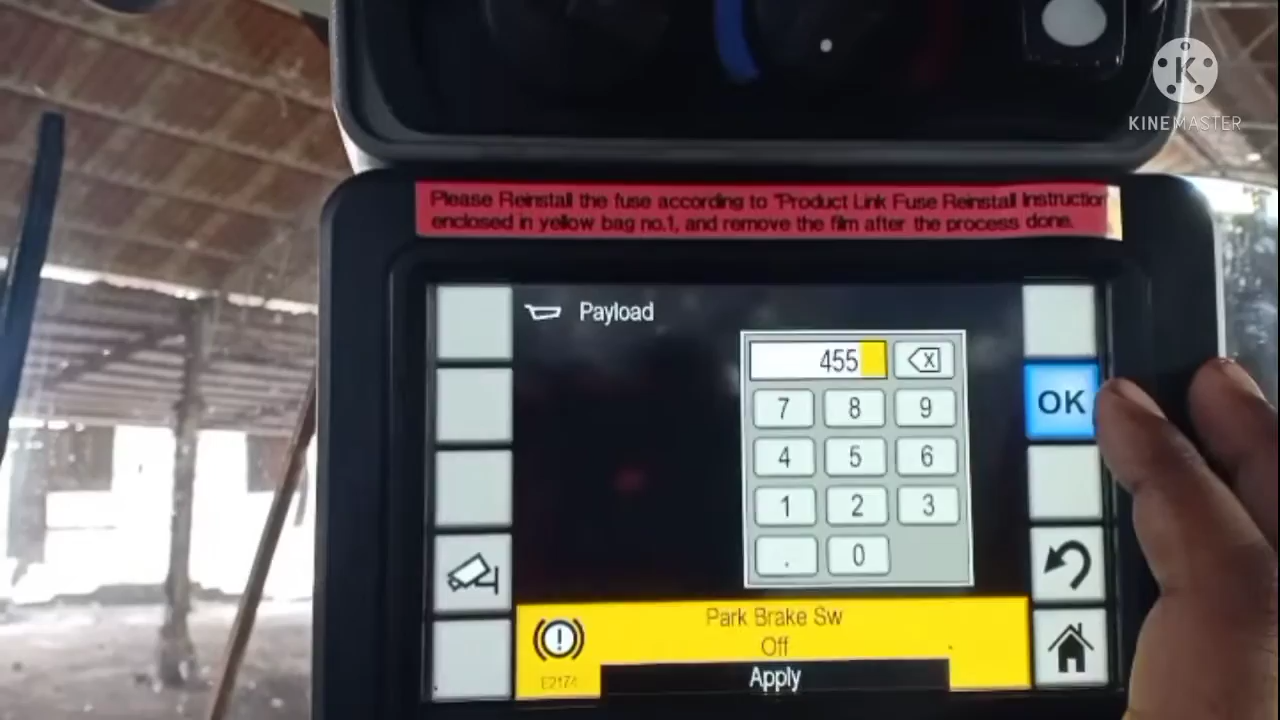 K
KINEMASTER
Please Reinstall the fuse according to "Product Link Fuse Reinstall Instruction
enclosed in yellow bag no.1, and remove the film after the process done.
Payload
455
X
7 8 9
OK
4 5 6
1 2 3
. 0
Park Brake Sw
Off
E2174
Apply